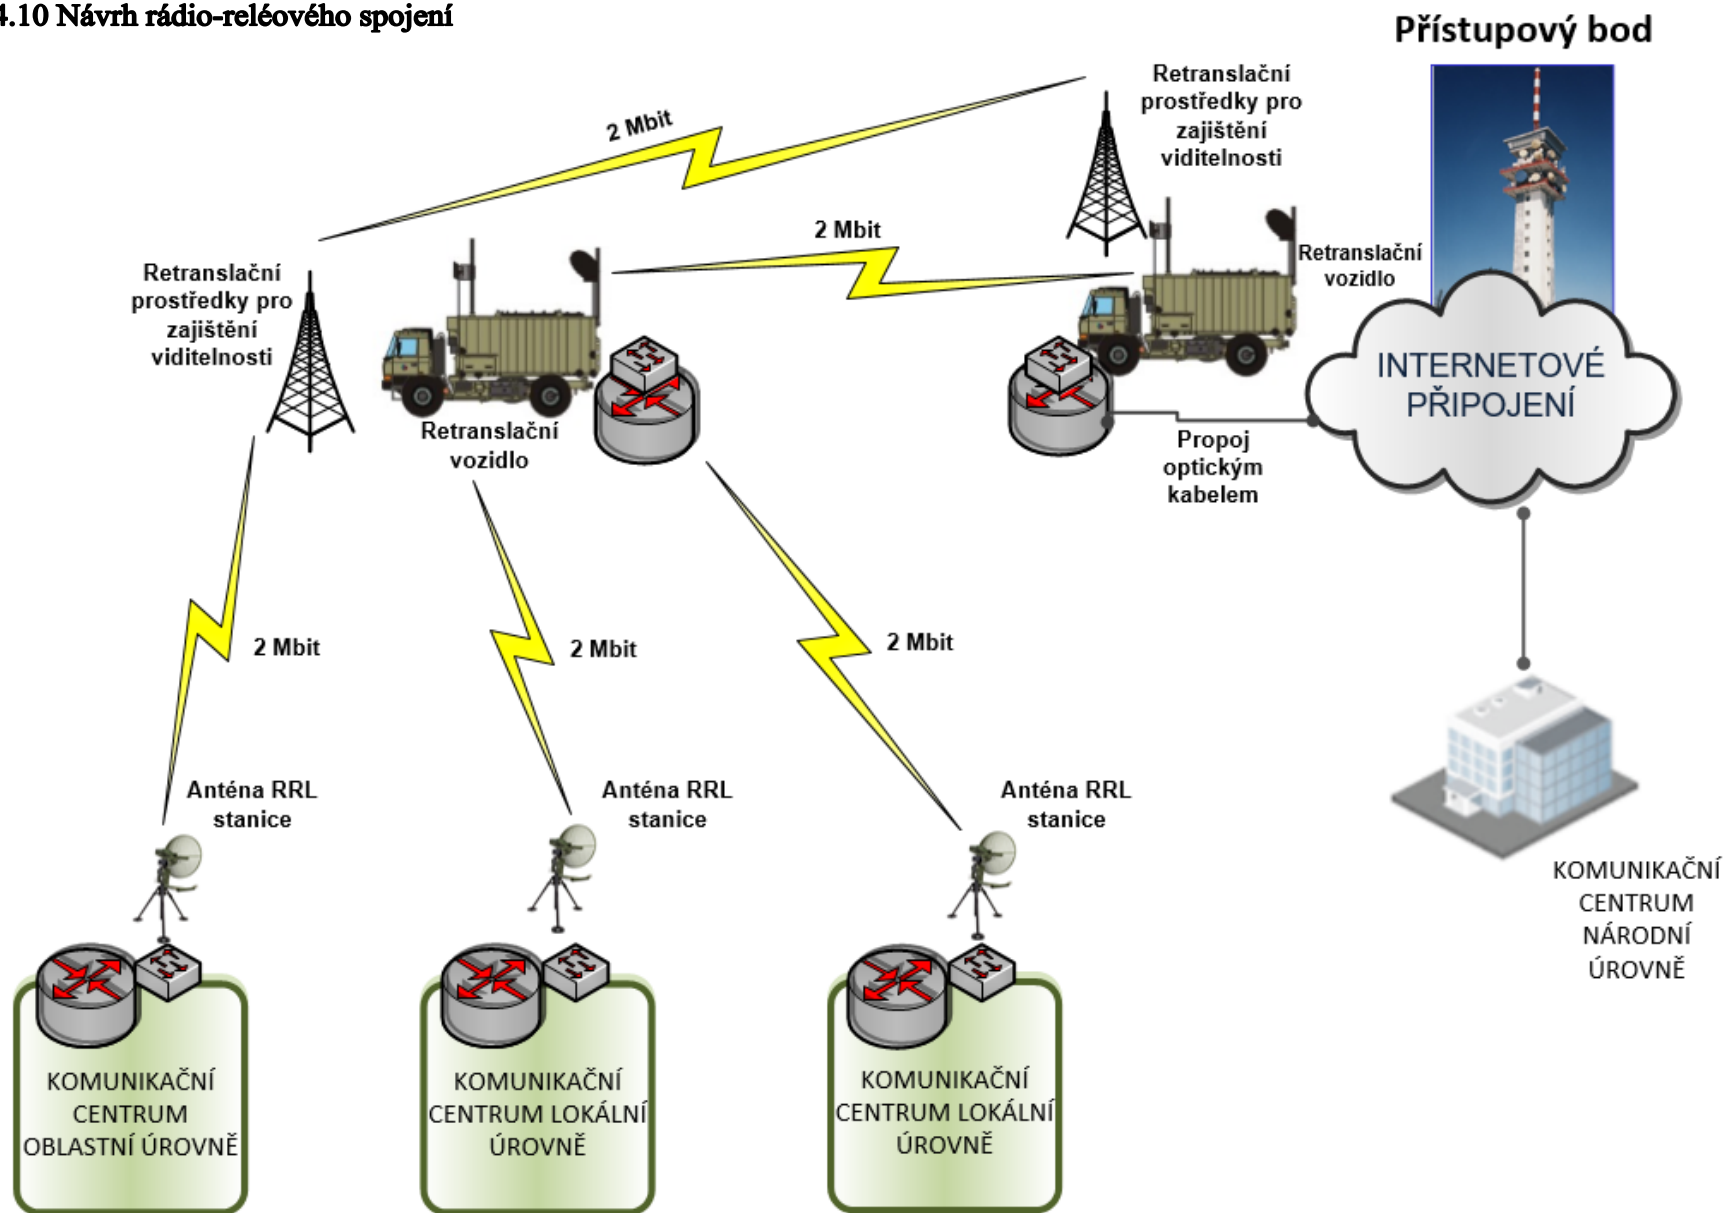 4.10 Návrh rádio-reléového spojení
Přístupový bod
Retranslační
prostředky pro
zajištění
viditelnosti
2 Mbit
2 Mbit
Retranslační
vozidlo
Retranslační
prostředky pro
zajištění
viditelnosti
INTERNETOVÉ
PŘIPOJENÍ
Retranslační
vozidlo
Propoj
optickým
kabelem
2 Mbit
2 Mbit
2 Mbit
Anténa RRL
stanice
Anténa RRL
stanice
Anténa RRL
stanice
KOMUNIKAČNÍ
CENTRUM
NÁRODNÍ
ÚROVNĚ
KOMUNIKAČNÍ
CENTRUM
OBLASTNÍ ÚROVNĚ
KOMUNIKAČNÍ
CENTRUM LOKÁLNÍ
ÚROVNĚ
KOMUNIKAČNÍ
CENTRUM LOKÁLNÍ
ÚROVNĚ